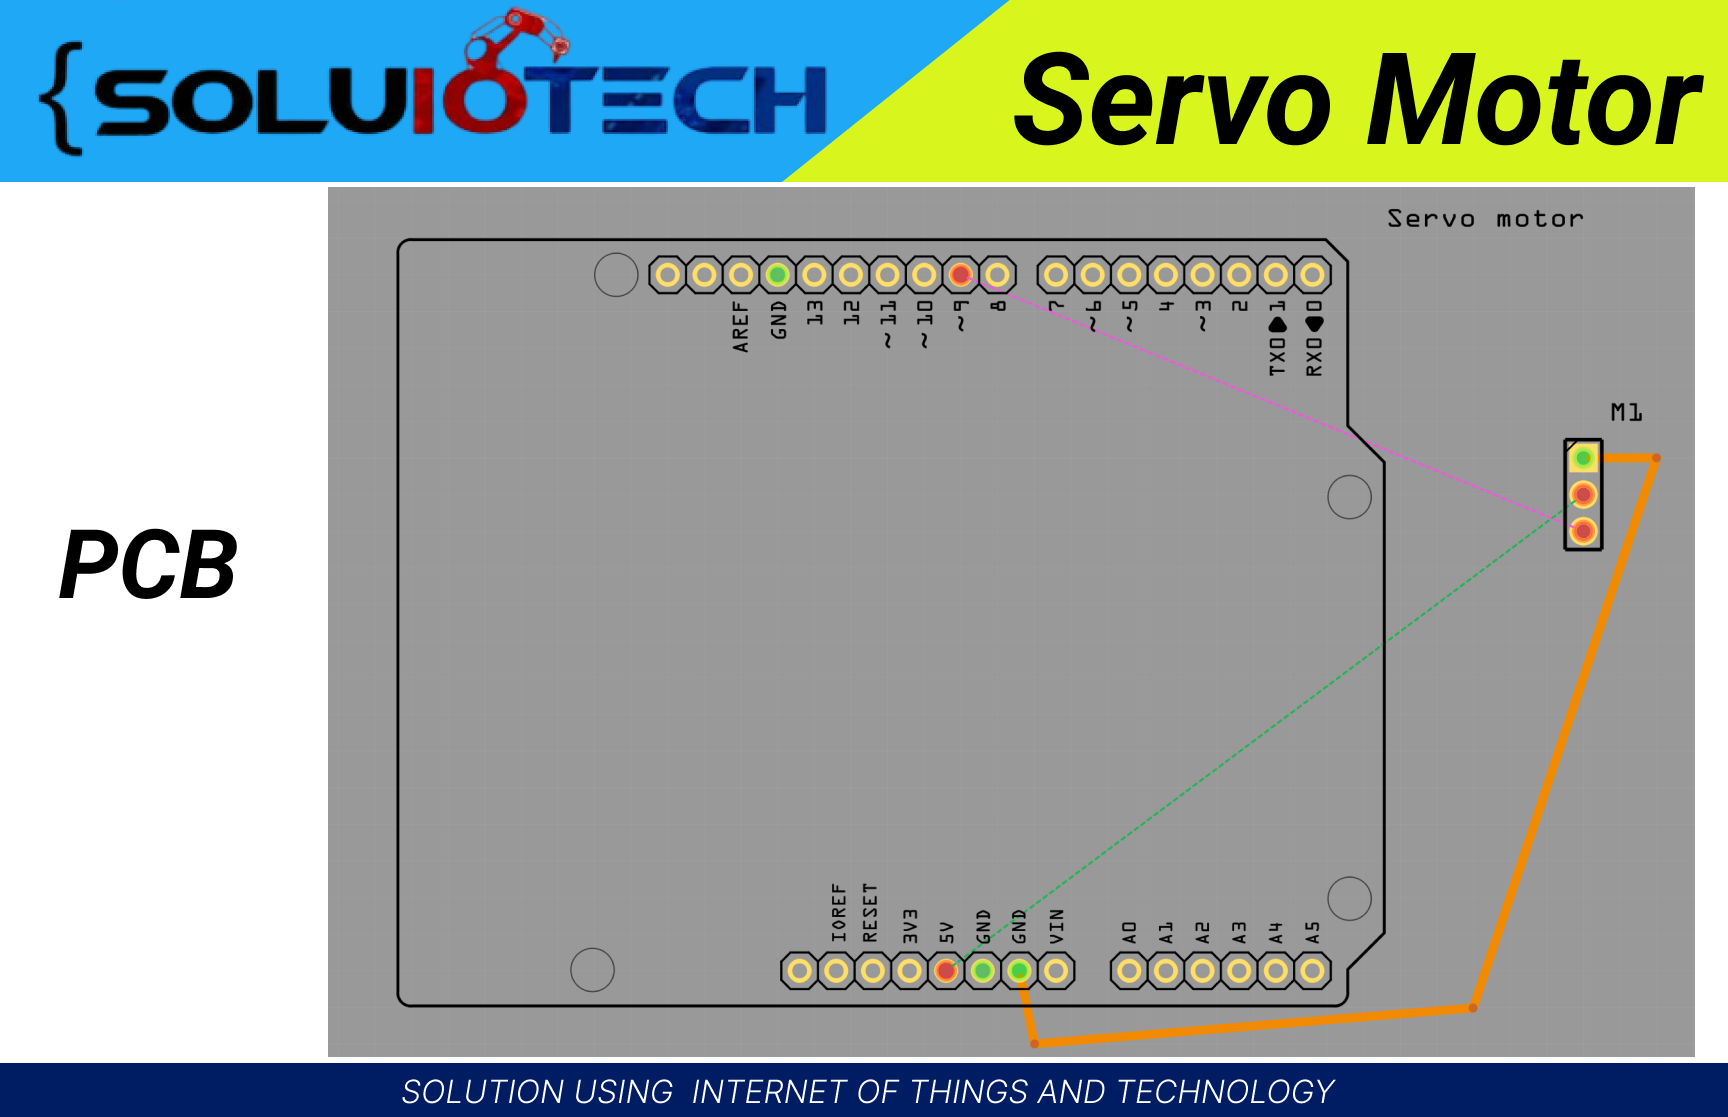 {SOLUIOTECH
Servo Motor
Servo motor
AREF
GND
13
12
~11
~10
~9
8
7
~6
~5
4
~3
2
TX0▶1
RX0◀0
M1
PCB
IOREF
RESET
3V3
5V
GND
GND
VIN
A0
A1
A2
A3
A4
A5
SOLUTION USING INTERNET OF THINGS AND TECHNOLOGY